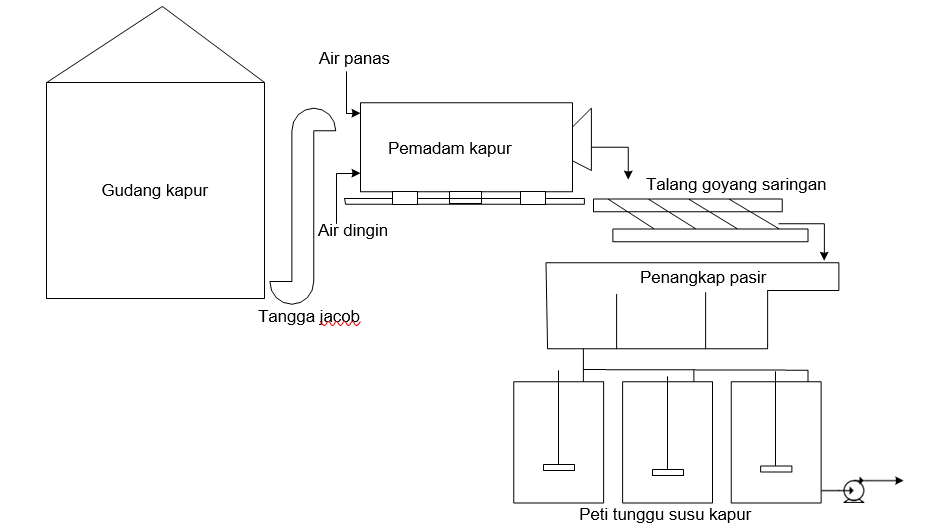 Air panas
Pemadam kapur
Gudang kapur
Talang goyang saringan
Air dingin
Penangkap pasir
Tangga jacob
Peti tunggu susu kapur